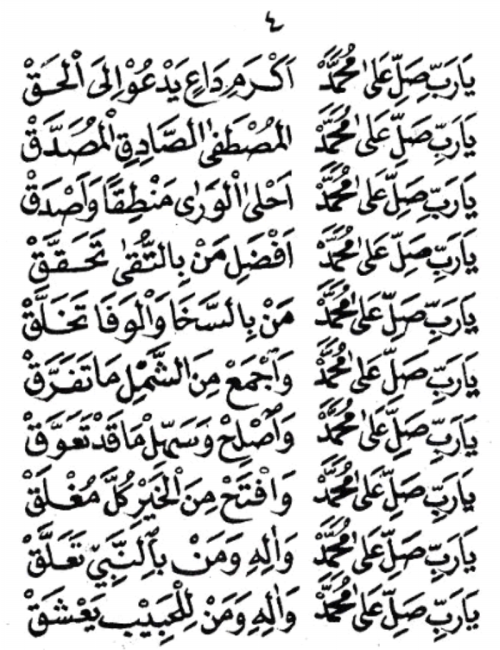 ٤
يَارَبِّ صَلِّ عَلٰى مُحَمَّدْ اَكْرَمِ دَاعٍ يَدْعُوْ اِلَى الْحَقْ
يَارَبِّ صَلِّ عَلٰى مُحَمَّدْ اَلْمُصْطَفَى الصَّادِقِ الْمُصَدَّقْ
يَارَبِّ صَلِّ عَلٰى مُحَمَّدْ اَحْلَى الْوَرٰى مَنْطِقًا وَاَصْدَقْ
يَارَبِّ صَلِّ عَلٰى مُحَمَّدْ اَفْضَلِ مَنْ بِالتُّقٰى تَحَقَّقْ
يَارَبِّ صَلِّ عَلٰى مُحَمَّدْ مَنْ بِالسَّخَا وَالْوَفَا تَخَلَّقْ
يَارَبِّ صَلِّ عَلٰى مُحَمَّدْ وَاجْمَعْ مِنَ الشَّمْلِ مَا تَفَرَّقْ
يَارَبِّ صَلِّ عَلٰى مُحَمَّدْ وَاَصْلِحْ وَسَهِّلْ مَا قَدْ تَعَوَّقْ
يَارَبِّ صَلِّ عَلٰى مُحَمَّدْ وَافْتَحْ مِنَ الْخَيْرِ كُلَّ مُغْلَقْ
يَارَبِّ صَلِّ عَلٰى مُحَمَّدْ وَاٰلِهِ وَمَنْ بِالنَّبِيِّ تَعَلَّقْ
يَارَبِّ صَلِّ عَلٰى مُحَمَّدْ وَاٰلِهِ وَمَنْ لِلْحَبِيْبِ يَعْشَقْ